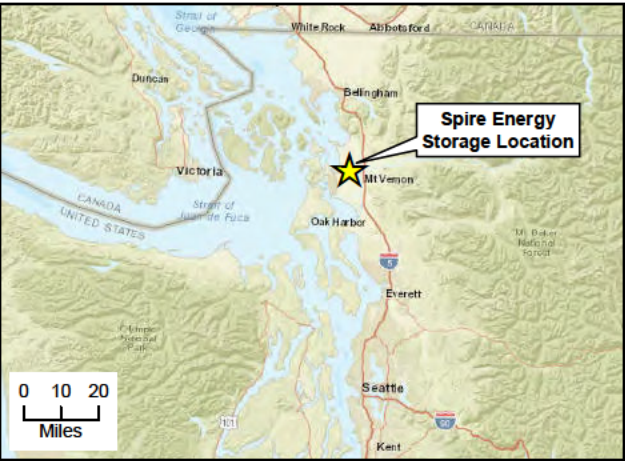 Strait of
Georgia
White Rock
Abbotsford
CANADA
Duncan
Bellingham
Spire Energy
Storage Location
Victoria
Mt Vernon
CANADA
UNITED STATES
Strait of
Juan de Fuca
Oak Harbor
Mt Baker
National
Forest
5
Everett
Olympic
National
Park
0 10 20
Miles
Seattle
101
90
Kent